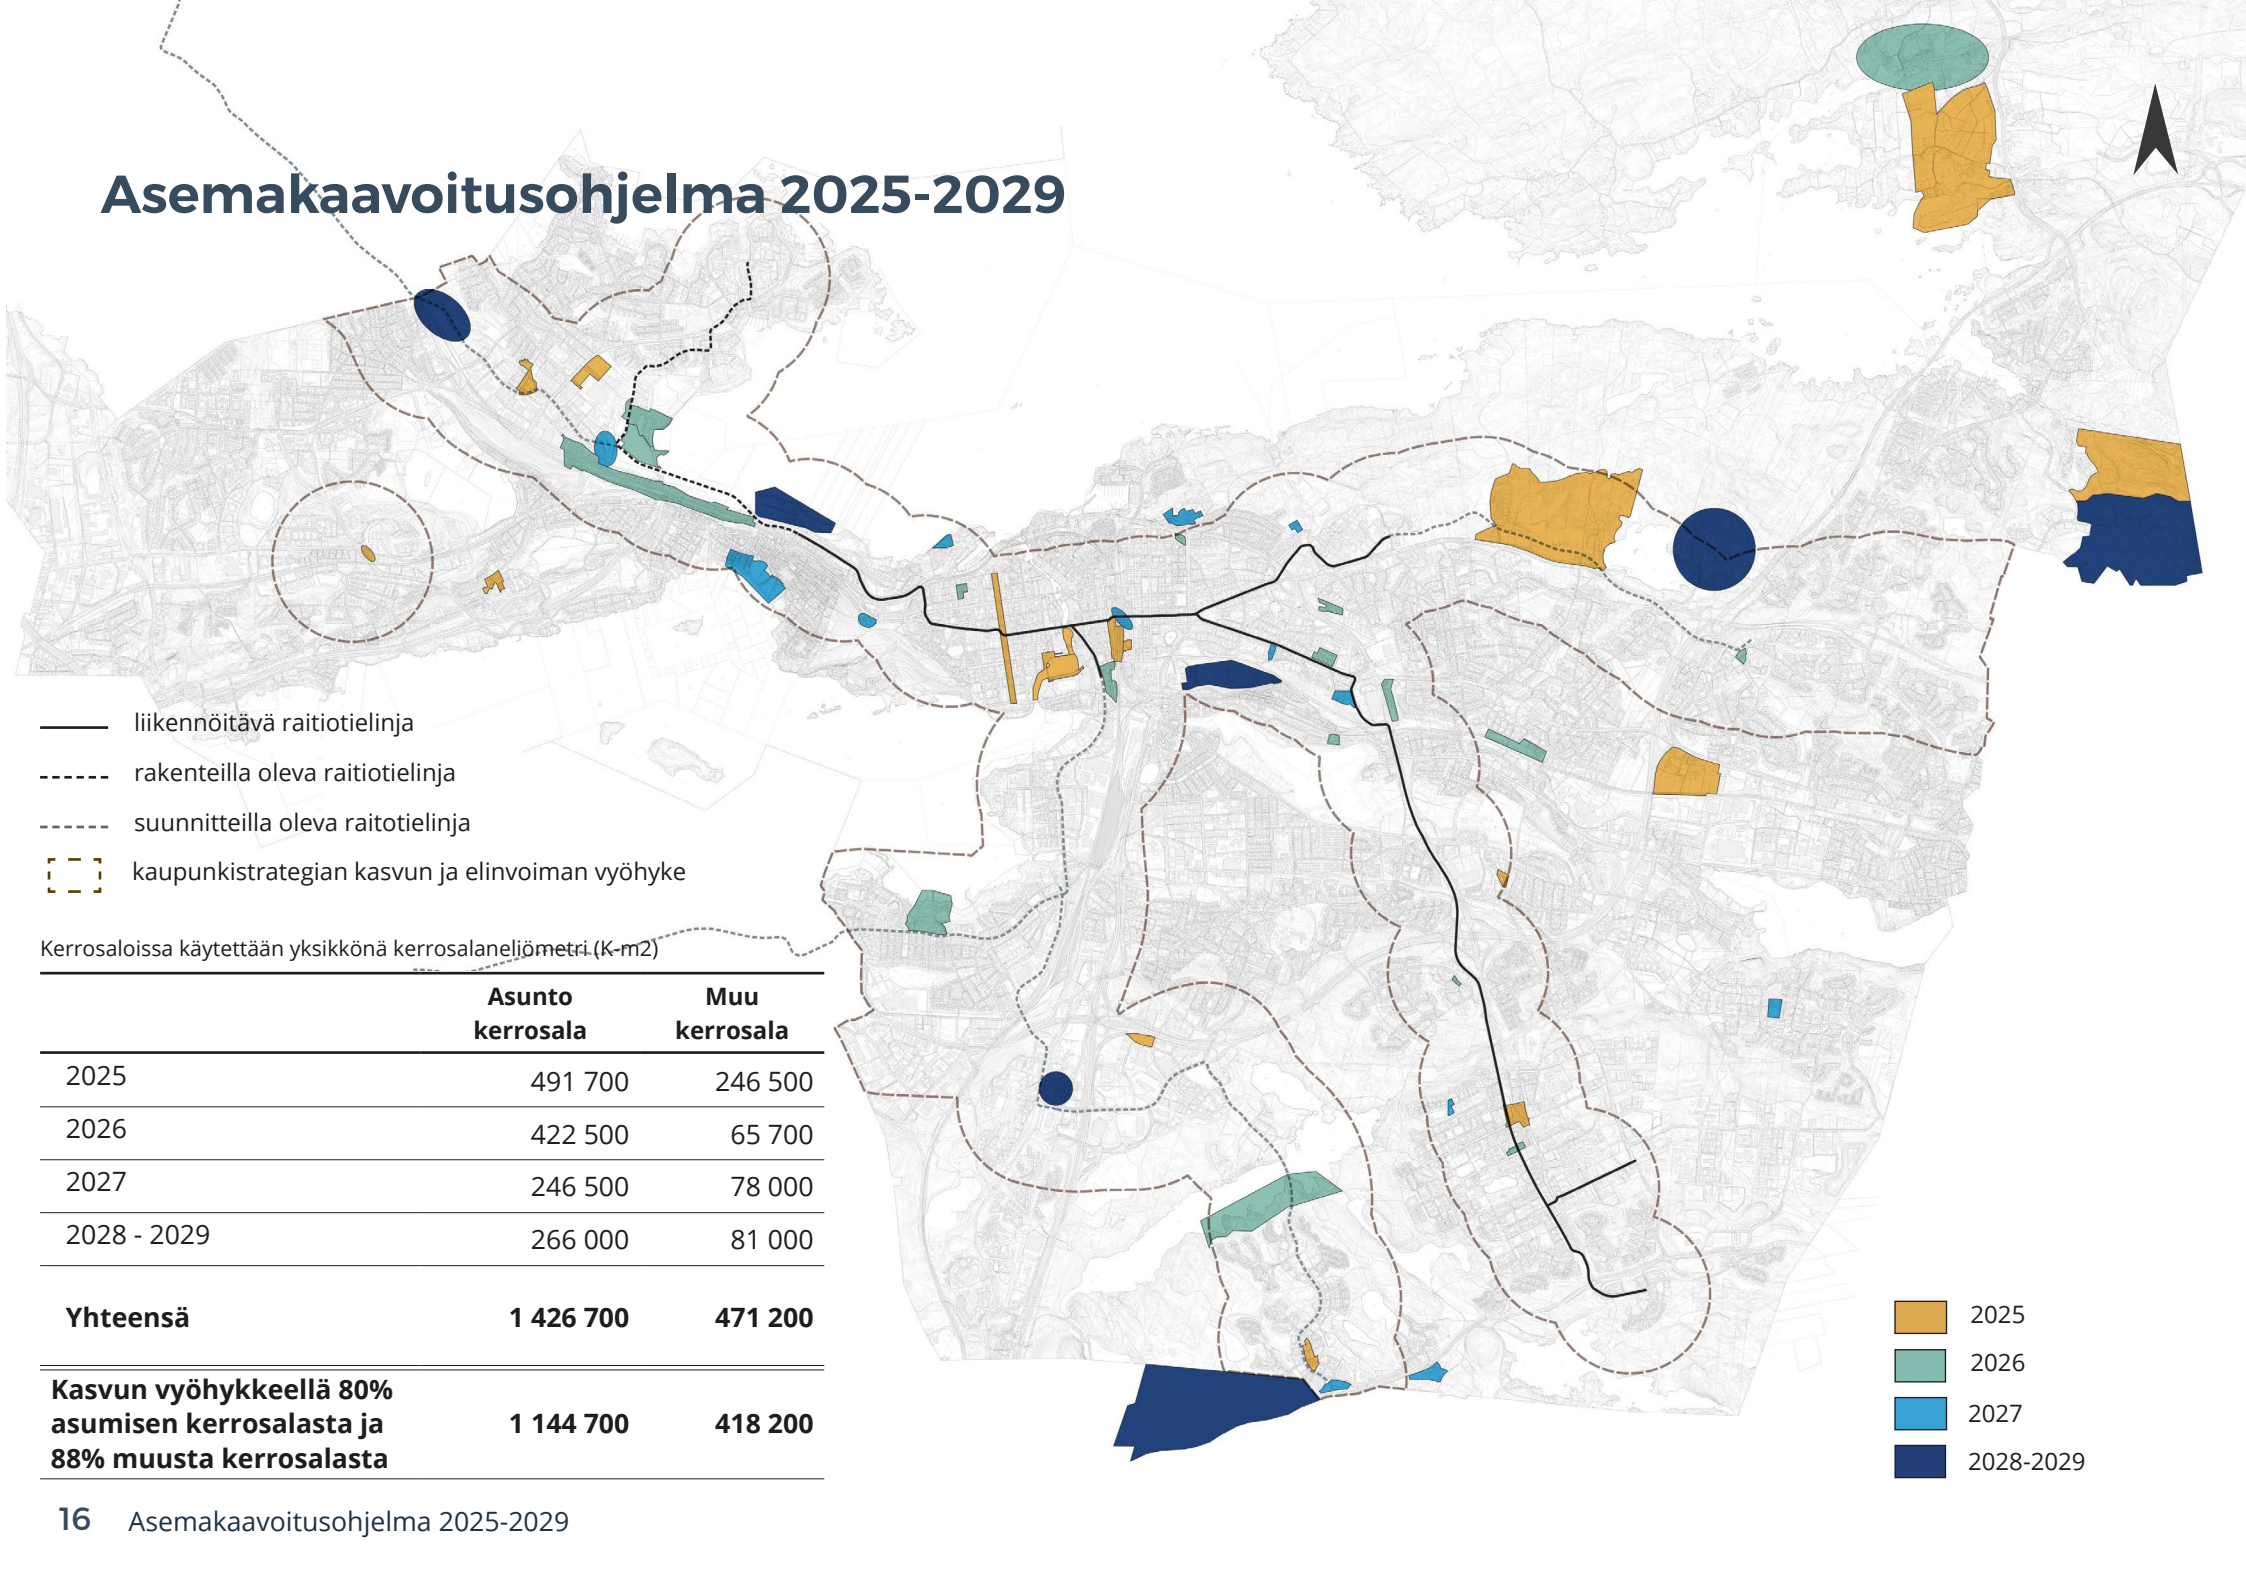 Asemakaavoitusohjelma 2025-2029
liikennöitävä raitiotielinja
rakenteilla oleva raitiotielinja
suunnitteilla oleva raitotielinja
kaupunkistrategian kasvun ja elinvoiman vyöhyke
Kerrosaloissa käytettään yksikkönä kerrosalaneliömetri (K-m2)
Asunto Muu
kerrosala kerrosala
2025 491 700 246 500
2026 422 500 65 700
2027 246 500 78 000
2028 - 2029 266 000 81 000
Yhteensä 1 426 700 471 200
Kasvun vyöhykkeellä 80%
asumisen kerrosalasta ja 1 144 700 418 200
88% muusta kerrosalasta
2025
2026
2027
2028-2029
16 Asemakaavoitusohjelma 2025-2029